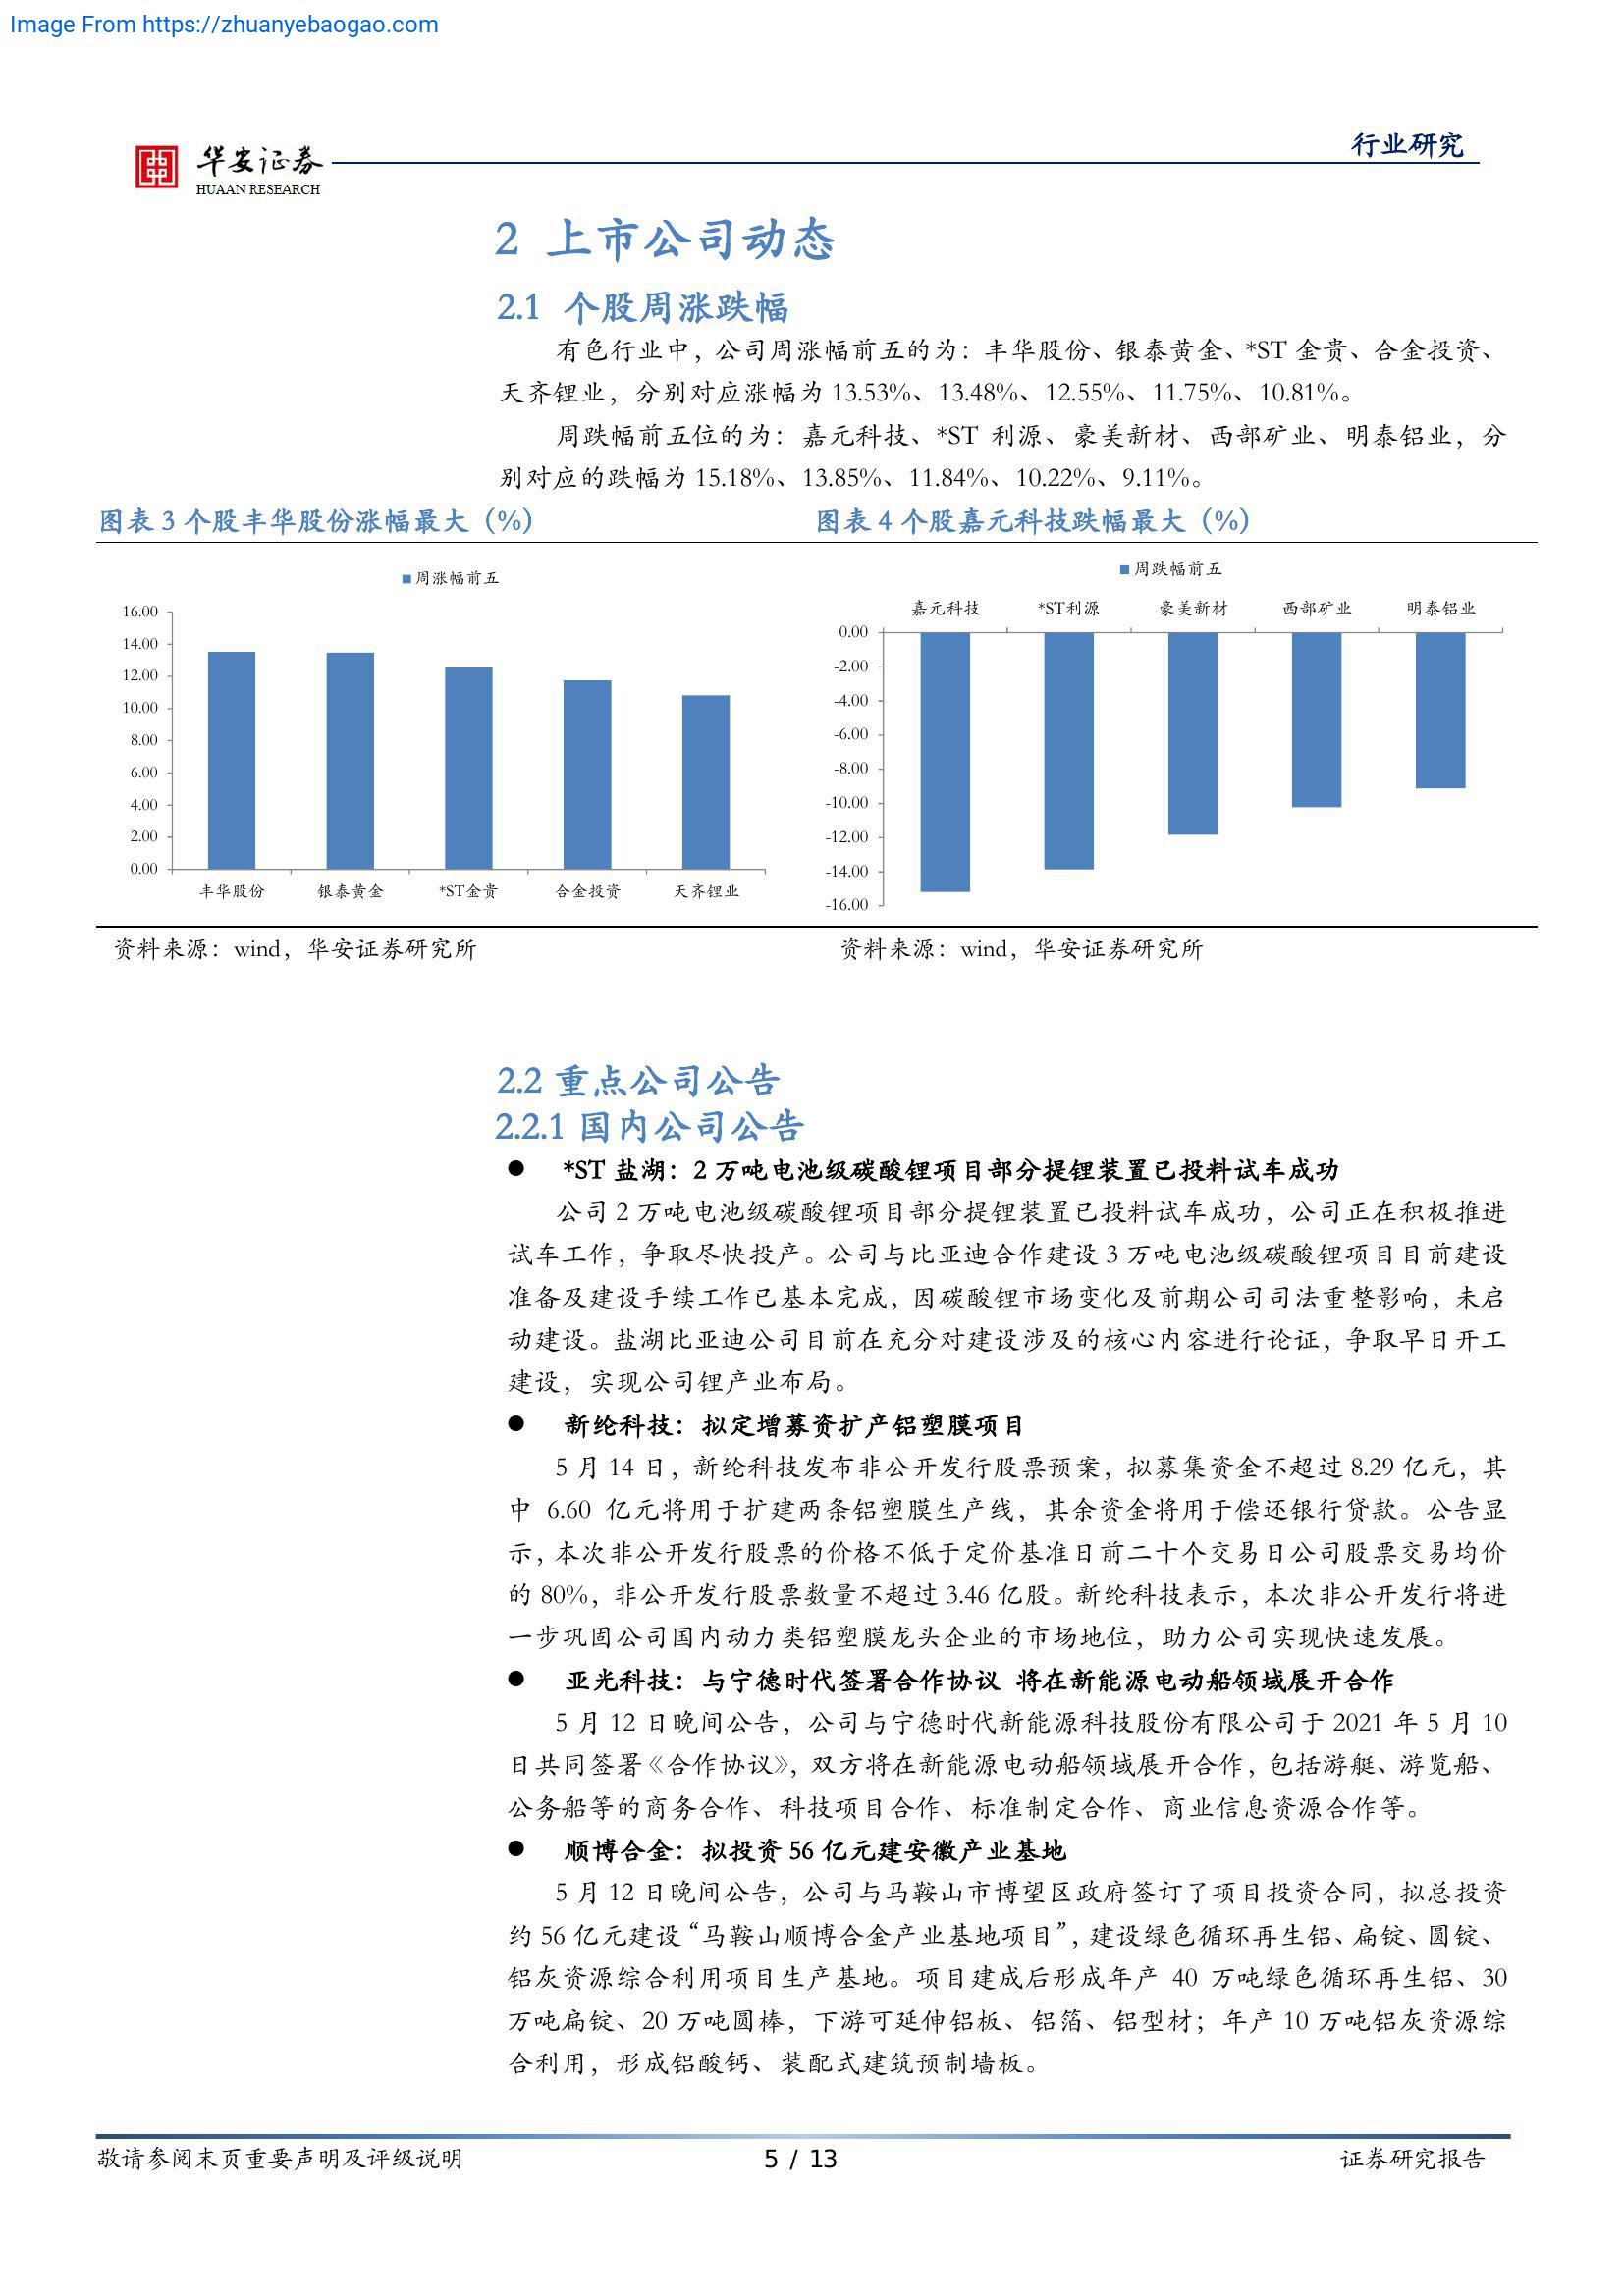 Image From https://zhuanyebaogao.com
华安证券
HUAAN RESEARCH
行业研究
2 上市公司动态
2.1 个股周涨跌幅
有色行业中，公司周涨幅前五的为：丰华股份、银泰黄金、*ST 金贵、合金投资、
天齐锂业，分别对应涨幅为 13.53%、13.48%、12.55%、11.75%、10.81%。
周跌幅前五位的为：嘉元科技、*ST 利源、豪美新材、西部矿业、明泰铝业，分
别对应的跌幅为 15.18%、13.85%、11.84%、10.22%、9.11%。
图表 3 个股丰华股份涨幅最大（%）
周涨幅前五
16.00
14.00
12.00
10.00
8.00
6.00
4.00
2.00
0.00
丰华股份 银泰黄金 *ST金贵 合金投资 天齐锂业
资料来源：wind，华安证券研究所
图表 4 个股嘉元科技跌幅最大（%）
周跌幅前五
嘉元科技 *ST利源 豪美新材 西部矿业 明泰铝业
0.00
-2.00
-4.00
-6.00
-8.00
-10.00
-12.00
-14.00
-16.00
资料来源：wind，华安证券研究所
2.2 重点公司公告
2.2.1 国内公司公告
● *ST 盐湖：2 万吨电池级碳酸锂项目部分提锂装置已投料试车成功
公司 2 万吨电池级碳酸锂项目部分提锂装置已投料试车成功，公司正在积极推进
试车工作，争取尽快投产。公司与比亚迪合作建设 3 万吨电池级碳酸锂项目目前建设
准备及建设手续工作已基本完成，因碳酸锂市场变化及前期公司司法重整影响，未启
动建设。盐湖比亚迪公司目前在充分对建设涉及的核心内容进行论证，争取早日开工
建设，实现公司锂产业布局。
● 新纶科技：拟定增募资扩产铝塑膜项目
5 月 14 日，新纶科技发布非公开发行股票预案，拟募集资金不超过 8.29 亿元，其
中 6.60 亿元将用于扩建两条铝塑膜生产线，其余资金将用于偿还银行贷款。公告显
示，本次非公开发行股票的价格不低于定价基准日前二十个交易日公司股票交易均价
的 80%，非公开发行股票数量不超过 3.46 亿股。新纶科技表示，本次非公开发行将进
一步巩固公司国内动力类铝塑膜龙头企业的市场地位，助力公司实现快速发展。
● 亚光科技：与宁德时代签署合作协议 将在新能源电动船领域展开合作
5 月 12 日晚间公告，公司与宁德时代新能源科技股份有限公司于 2021 年 5 月 10
日共同签署《合作协议》，双方将在新能源电动船领域展开合作，包括游艇、游览船、
公务船等的商务合作、科技项目合作、标准制定合作、商业信息资源合作等。
● 顺博合金：拟投资 56 亿元建安徽产业基地
5 月 12 日晚间公告，公司与马鞍山市博望区政府签订了项目投资合同，拟总投资
约 56 亿元建设“马鞍山顺博合金产业基地项目”，建设绿色循环再生铝、扁锭、圆锭、
铝灰资源综合利用项目生产基地。项目建成后形成年产 40 万吨绿色循环再生铝、30
万吨扁锭、20 万吨圆棒，下游可延伸铝板、铝箔、铝型材；年产 10 万吨铝灰资源综
合利用，形成铝酸钙、装配式建筑预制墙板。
敬请参阅末页重要声明及评级说明
5 / 13
证券研究报告